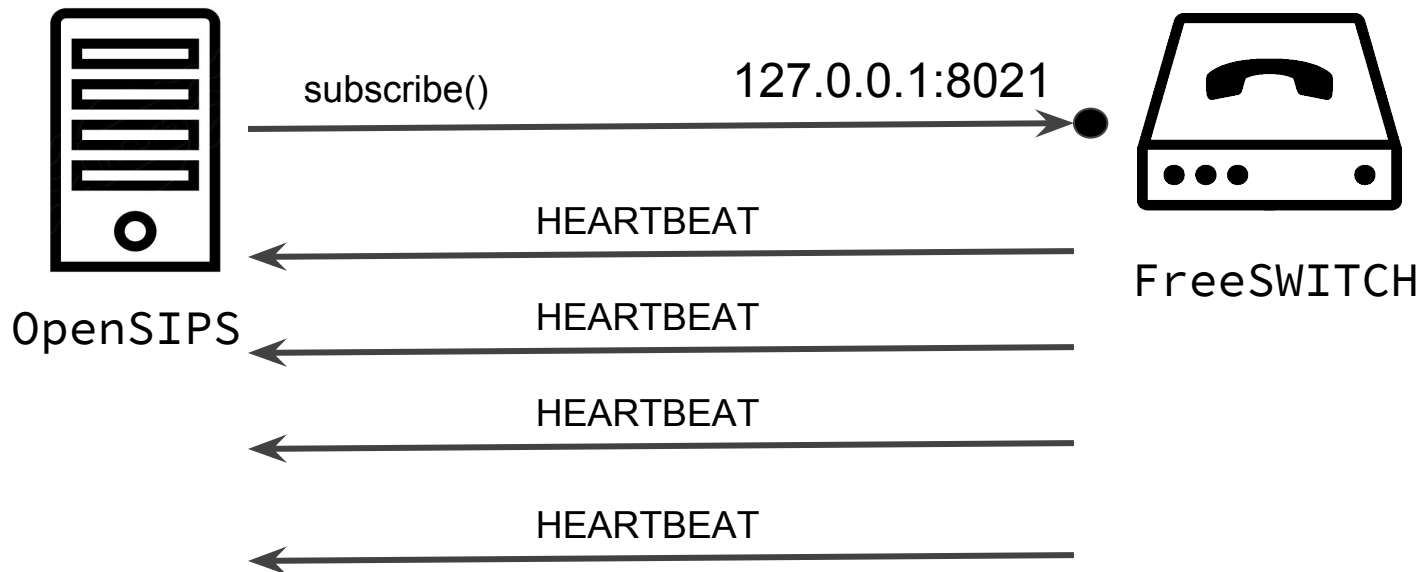 subscribe()
127.0.0.1:8021
HEARTBEAT
FreeSWITCH
OpenSIPS
HEARTBEAT
HEARTBEAT
HEARTBEAT